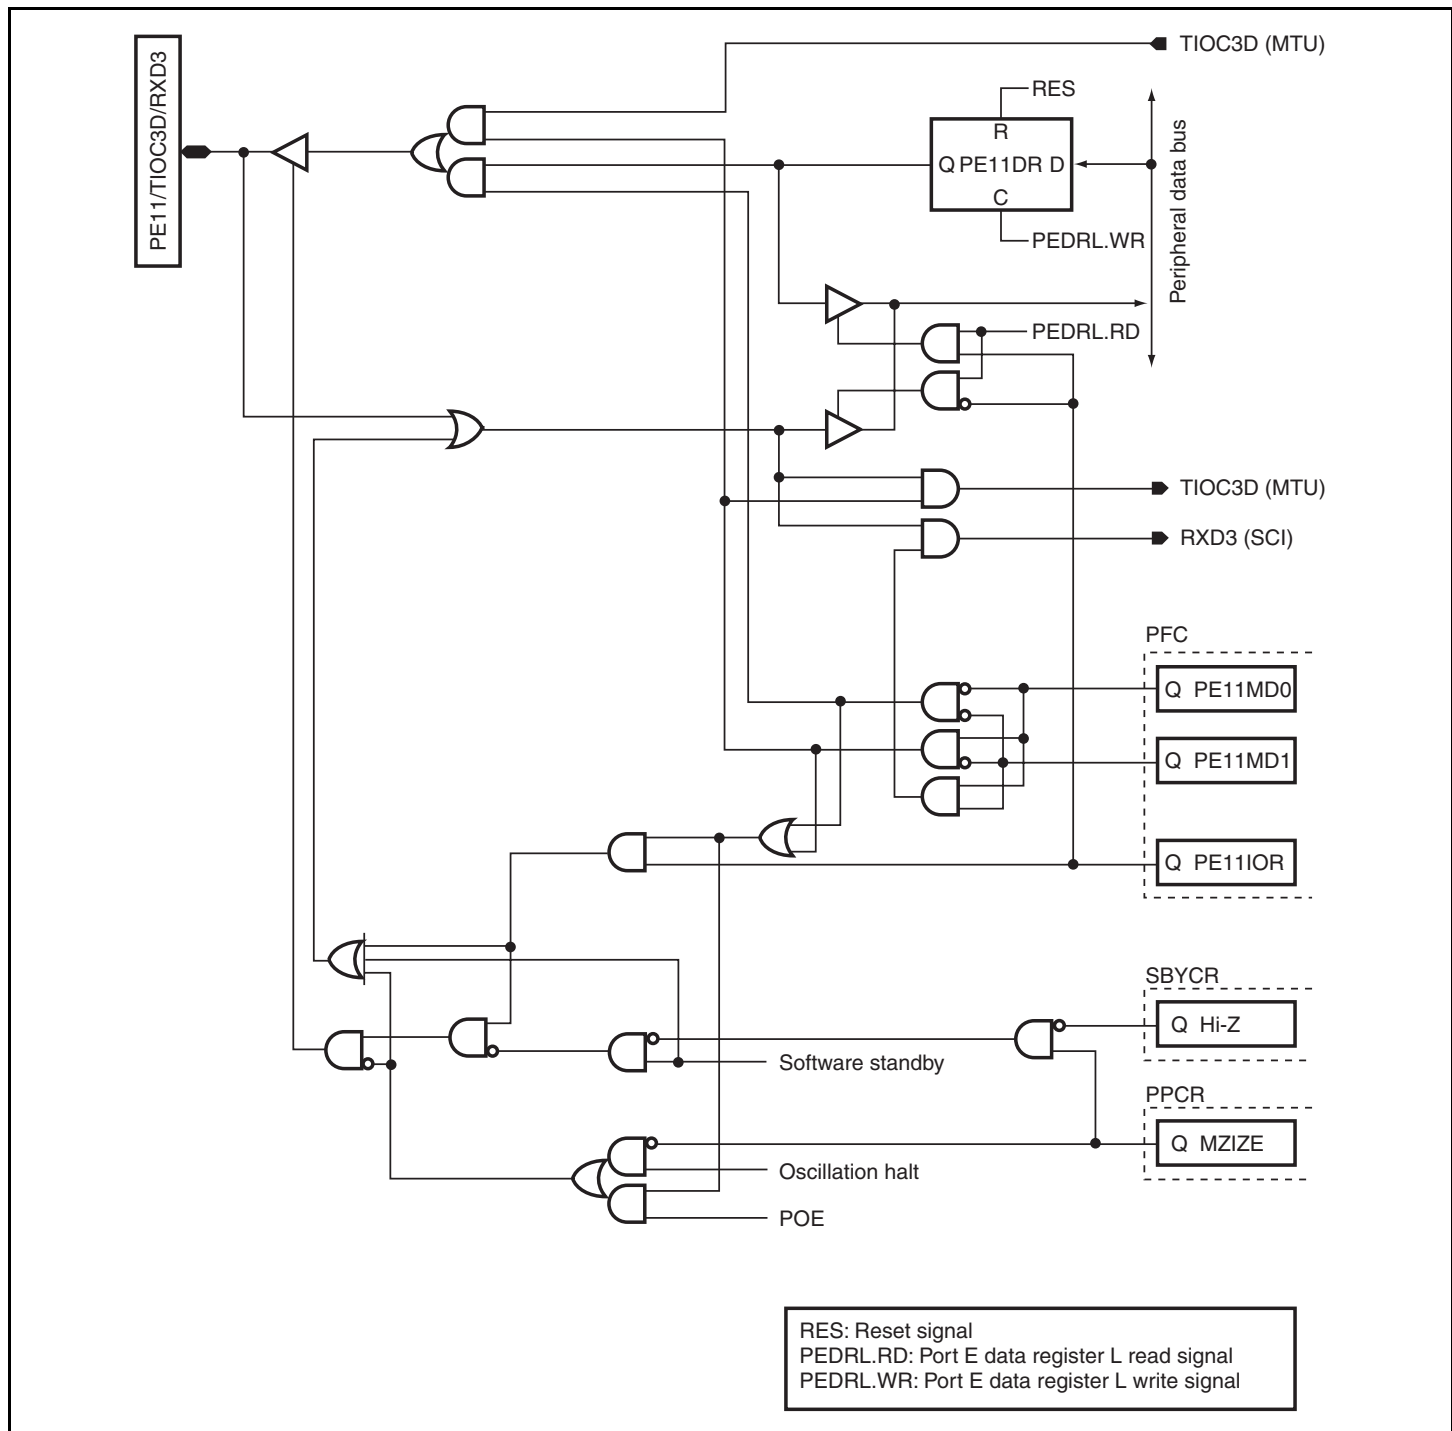 PE11/TIOC3D/RXD3
TIOC3D (MTU)
RES
R
Q PE11DR D
C
PEDRL.WR
Peripheral data bus
PEDRL.RD
TIOC3D (MTU)
RXD3 (SCI)
PFC
Q PE11MD0
Q PE11MD1
Q PE11IOR
SBYCR
Q Hi-Z
Software standby
PPCR
Q MZIZE
Oscillation halt
POE
RES: Reset signal
PEDRL.RD: Port E data register L read signal
PEDRL.WR: Port E data register L write signal